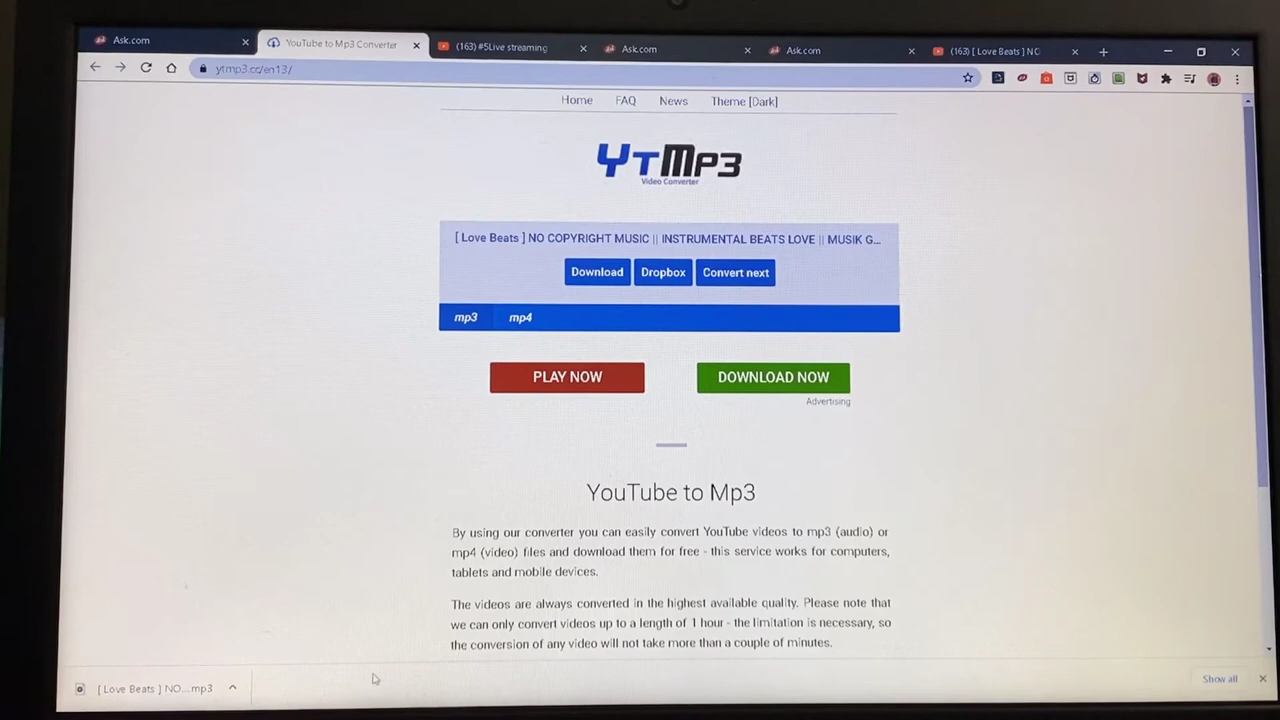 Ask.com
YouTube to Mp3 Converter
(163) #5Live streaming
Ask.com
Ask.com
(163) [ Love Beats ] NO
ytmp3.cc/en13/
Home FAQ News Theme [Dark]
YTMP3
Video Converter
[ Love Beats ] NO COPYRIGHT MUSIC || INSTRUMENTAL BEATS LOVE || MUSIK G...
Download Dropbox Convert next
mp3 mp4
PLAY NOW DOWNLOAD NOW
Advertising
YouTube to Mp3
By using our converter you can easily convert YouTube videos to mp3 (audio) or
mp4 (video) files and download them for free - this service works for computers,
tablets and mobile devices.
The videos are always converted in the highest available quality. Please note that
we can only convert videos up to a length of 1 hour - the limitation is necessary, so
the conversion of any video will not take more than a couple of minutes.
[ Love Beats ] NO....mp3
Show all